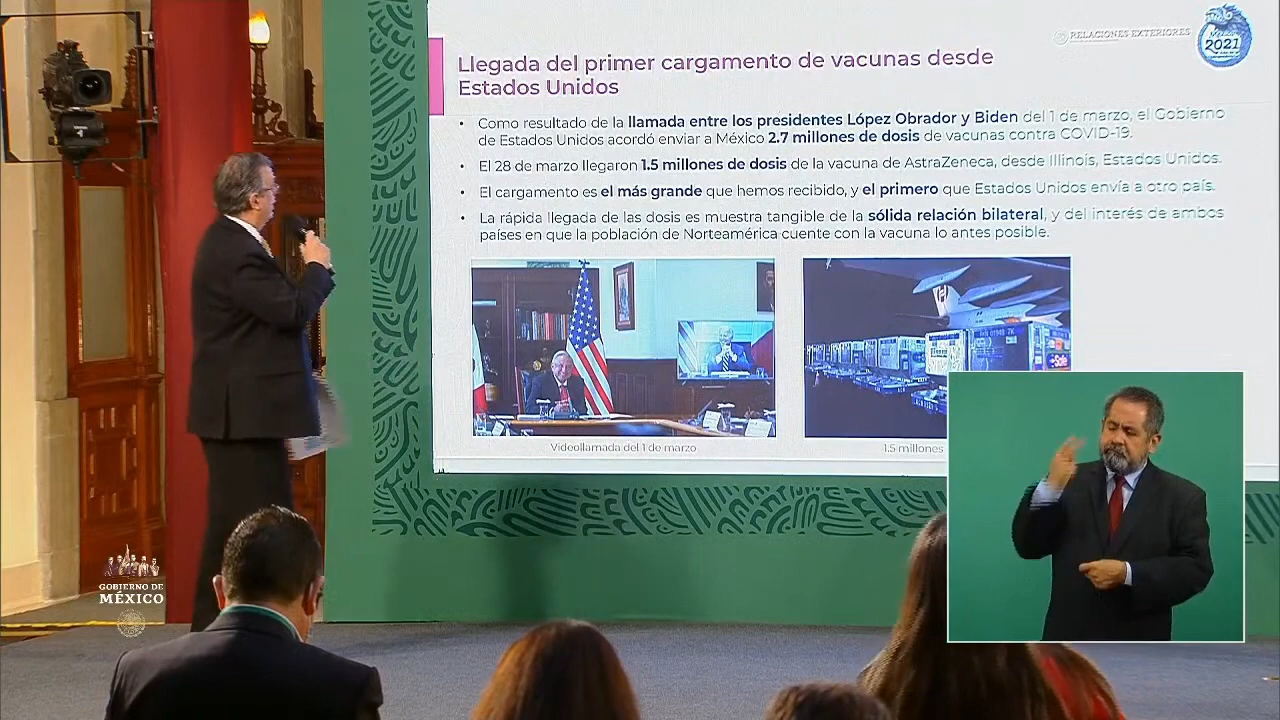 RELACIONES EXTERIORES
México
2021
Llegada del primer cargamento de vacunas desde
Estados Unidos
• Como resultado de la llamada entre los presidentes López Obrador y Biden del 1 de marzo, el Gobierno
de Estados Unidos acordó enviar a México 2.7 millones de dosis de vacunas contra COVID-19.
• El 28 de marzo llegaron 1.5 millones de dosis de la vacuna de AstraZeneca, desde Illinois, Estados Unidos.
• El cargamento es el más grande que hemos recibido, y el primero que Estados Unidos envía a otro país.
• La rápida llegada de las dosis es muestra tangible de la sólida relación bilateral, y del interés de ambos
países en que la población de Norteamérica cuente con la vacuna lo antes posible.
Videollamada del 1 de marzo
1.5 millones
GOBIERNO DE
MÉXICO